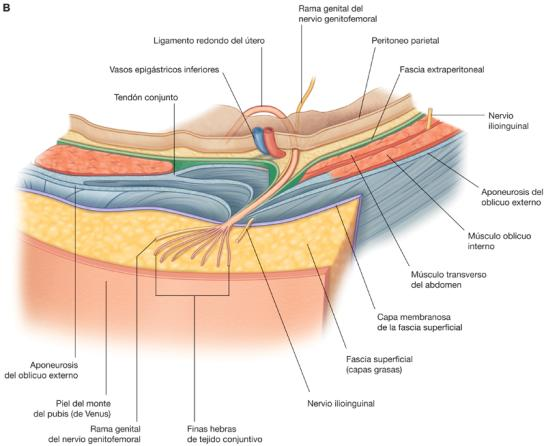 B
Rama genital del
nervio genitofemoral
Ligamento redondo del útero
Peritoneo parietal
Vasos epigástricos inferiores
Fascia extraperitoneal
Tendón conjunto
Nervio
ilioinguinal
Aponeurosis del
oblicuo externo
Músculo oblicuo
interno
Músculo transverso
del abdomen
Capa membranosa
de la fascia superficial
Fascia superficial
(capas grasas)
Aponeurosis
del oblicuo externo
Nervio ilioinguinal
Piel del monte
del pubis (de Venus)
Rama genital
del nervio genitofemoral
Finas hebras
de tejido conjuntivo